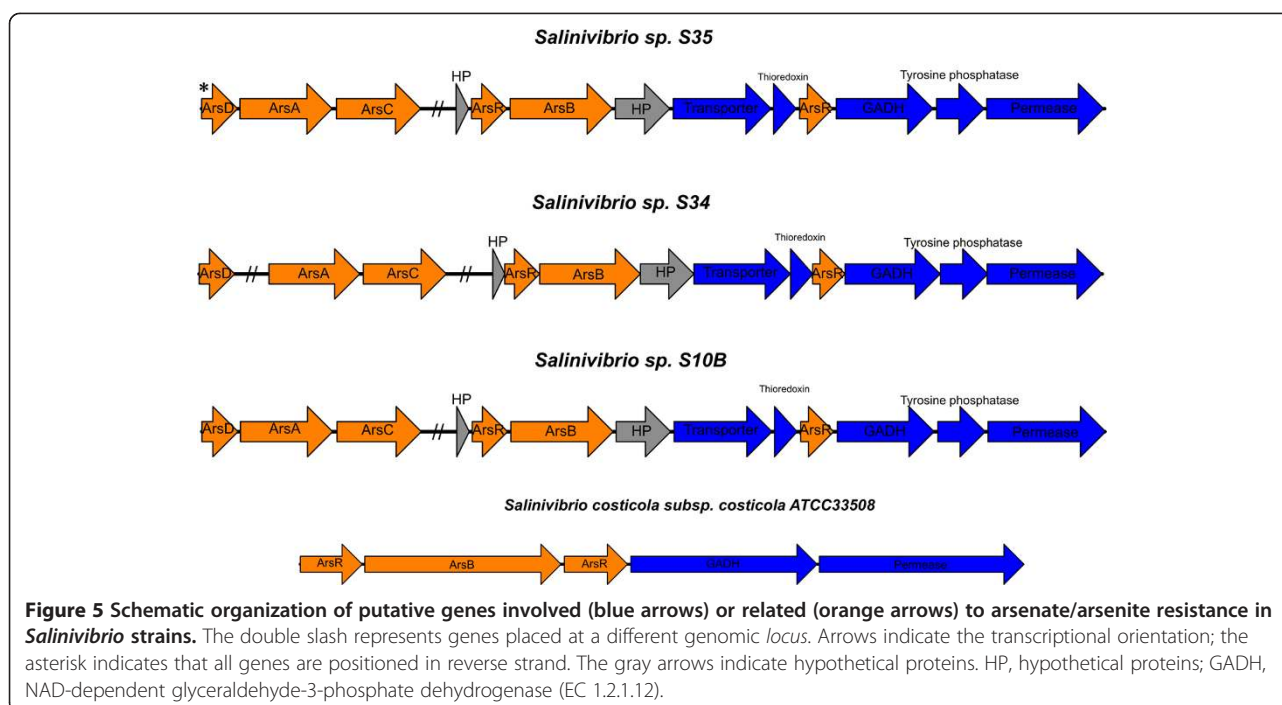 Salinivibrio sp. S35
HP
Thioredoxin
Tyrosine phosphatase
*
ArsD ArsA ArsC // ArsR ArsB HP Transporter ArsR GADH Permease
Salinivibrio sp. S34
HP
Thioredoxin
Tyrosine phosphatase
ArsD // ArsA ArsC // ArsR ArsB HP Transporter ArsR GADH Permease
Salinivibrio sp. S10B
HP
Thioredoxin
Tyrosine phosphatase
ArsD ArsA ArsC // ArsR ArsB HP Transporter ArsR GADH Permease
Salinivibrio costicola subsp. costicola ATCC33508
ArsR ArsB ArsR GADH Permease
Figure 5 Schematic organization of putative genes involved (blue arrows) or related (orange arrows) to arsenate/arsenite resistance in
Salinivibrio strains. The double slash represents genes placed at a different genomic locus. Arrows indicate the transcriptional orientation; the
asterisk indicates that all genes are positioned in reverse strand. The gray arrows indicate hypothetical proteins. HP, hypothetical proteins; GADH,
NAD-dependent glyceraldehyde-3-phosphate dehydrogenase (EC 1.2.1.12).